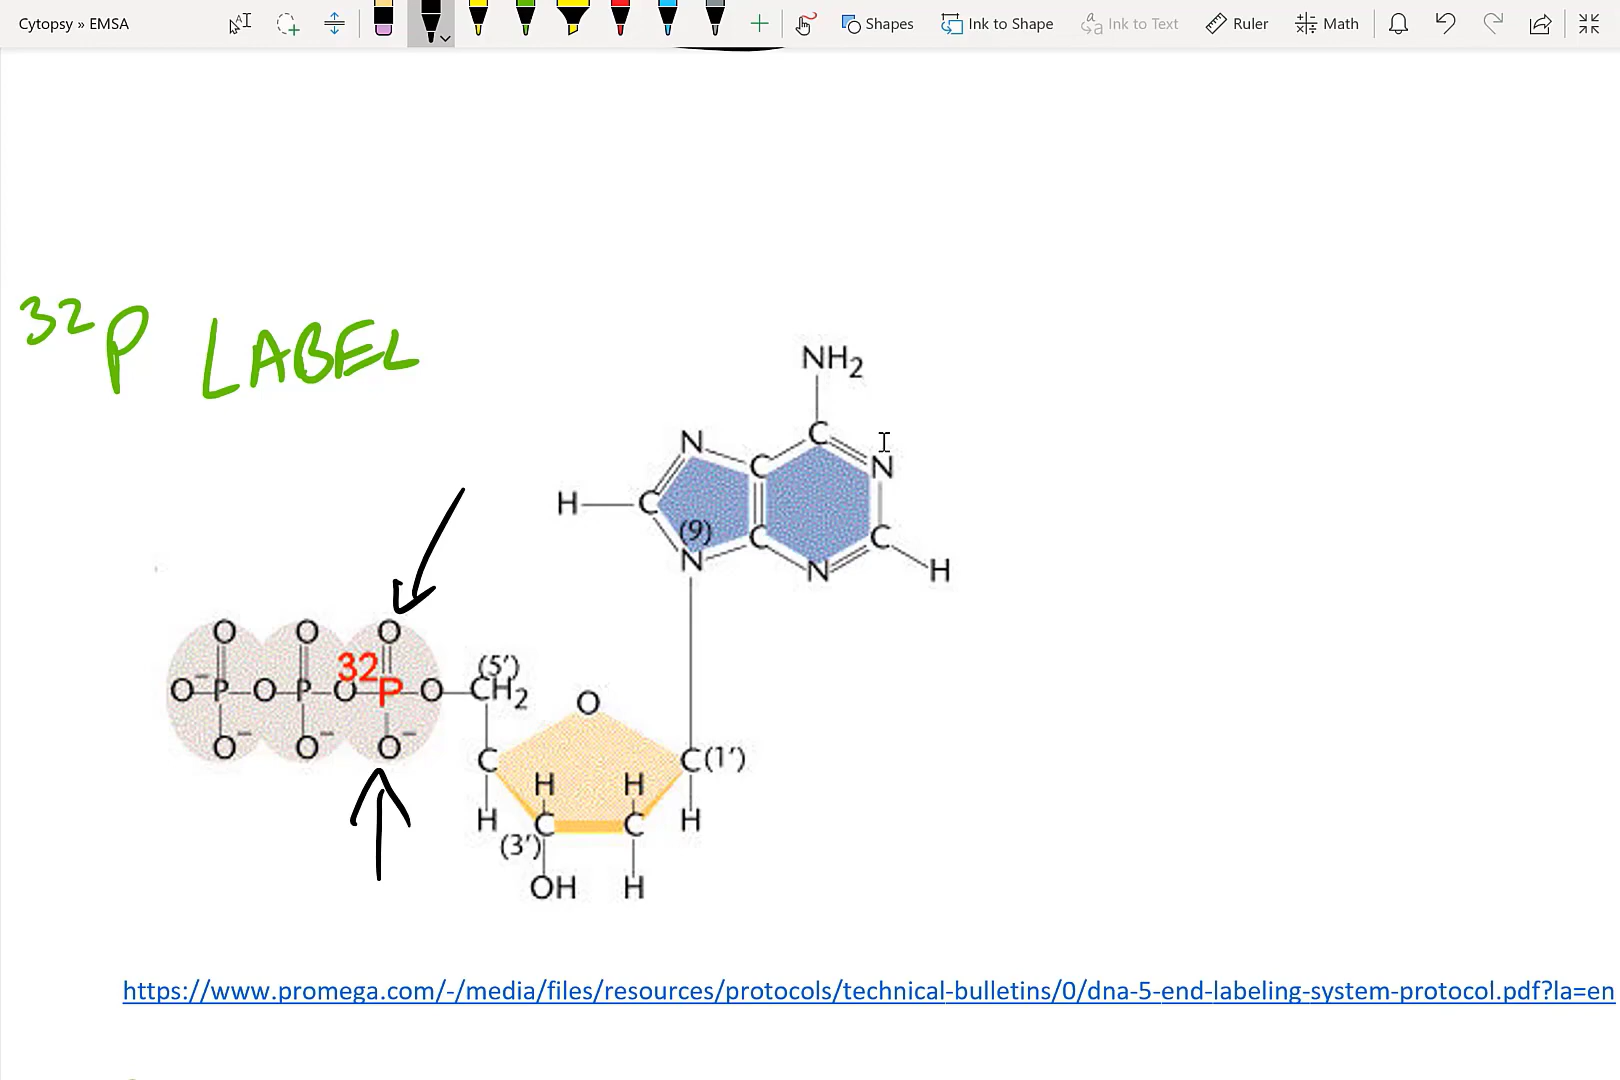 Cytopsy » EMSA
Shapes
Ink to Shape
Ink to Text
Ruler
Math
³²P LABEL
NH₂
C
N
N
C
H
C
(9)
C
C
N
N
H
O O O
32
(5′)
O⁻ P O P O P O CH₂
O
O⁻ O⁻ O⁻
C
C(1′)
H H
H C C H
(3′)
OH H
https://www.promega.com/-/media/files/resources/protocols/technical-bulletins/0/dna-5-end-labeling-system-protocol.pdf?la=en